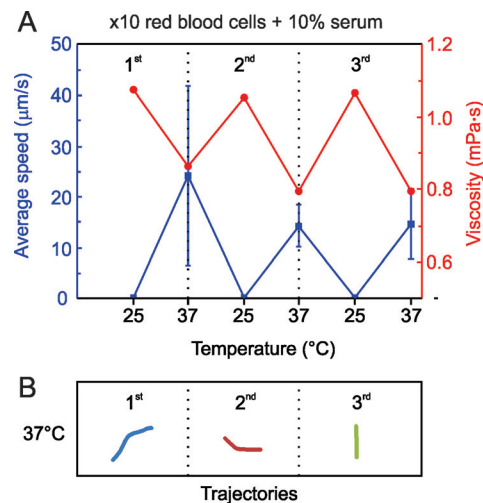 A
x10 red blood cells + 10% serum
50
40
30
20
10
0
Average speed (μm/s)
1st
2nd
3rd
1.2
1.0
0.8
0.6
-
Viscosity (mPa·s)
25 37 25 37 25 37
Temperature (°C)
B
1st 2nd 3rd
37°C
Trajectories